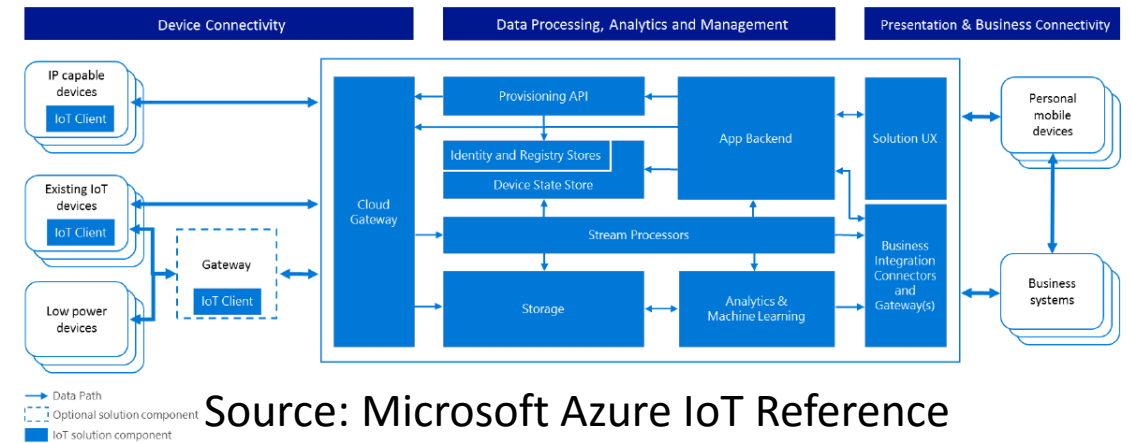 Device Connectivity
Data Processing, Analytics and Management
Presentation & Business Connectivity
IP capable
devices
IoT Client
Existing IoT
devices
IoT Client
Low power
devices
Gateway
IoT Client
Cloud
Gateway
Provisioning API
Identity and Registry Stores
Device State Store
App Backend
Stream Processors
Storage
Analytics &
Machine Learning
Solution UX
Business
Integration
Connectors
and
Gateway(s)
Personal
mobile
devices
Business
systems
Data Path
Optional solution component
IoT solution component
Source: Microsoft Azure IoT Reference